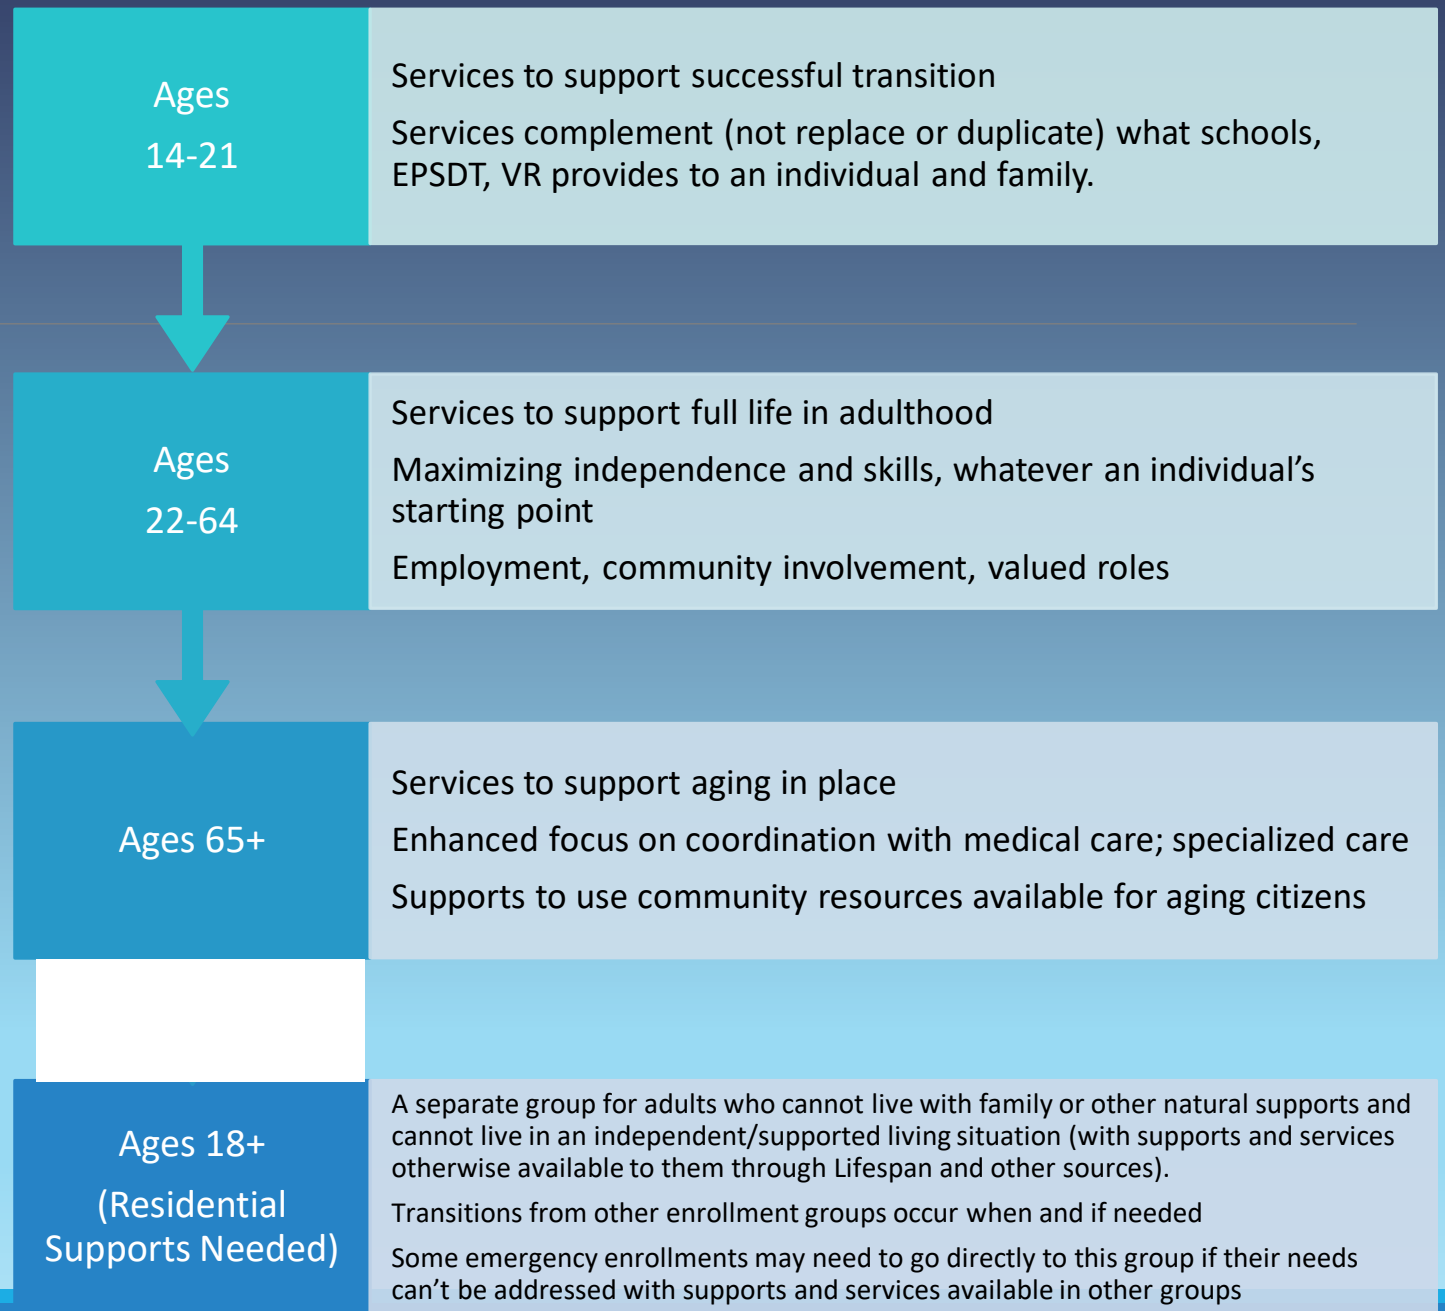 Ages
14-21
Services to support successful transition
Services complement (not replace or duplicate) what schools,
EPSDT, VR provides to an individual and family.
Ages
22-64
Services to support full life in adulthood
Maximizing independence and skills, whatever an individual’s
starting point
Employment, community involvement, valued roles
Ages 65+
Services to support aging in place
Enhanced focus on coordination with medical care; specialized care
Supports to use community resources available for aging citizens
Ages 18+
(Residential
Supports Needed)
A separate group for adults who cannot live with family or other natural supports and
cannot live in an independent/supported living situation (with supports and services
otherwise available to them through Lifespan and other sources).
Transitions from other enrollment groups occur when and if needed
Some emergency enrollments may need to go directly to this group if their needs
can’t be addressed with supports and services available in other groups